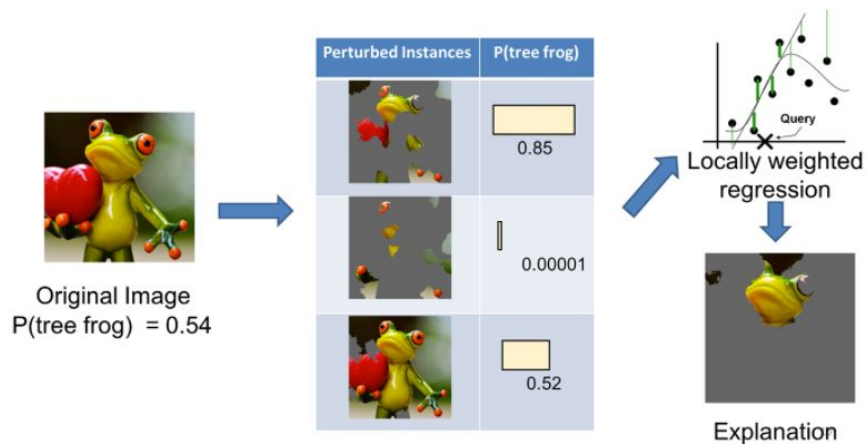 Original Image
P(tree frog) = 0.54
Perturbed Instances
P(tree frog)
0.85
0.00001
0.52
Query
Locally weighted
regression
Explanation